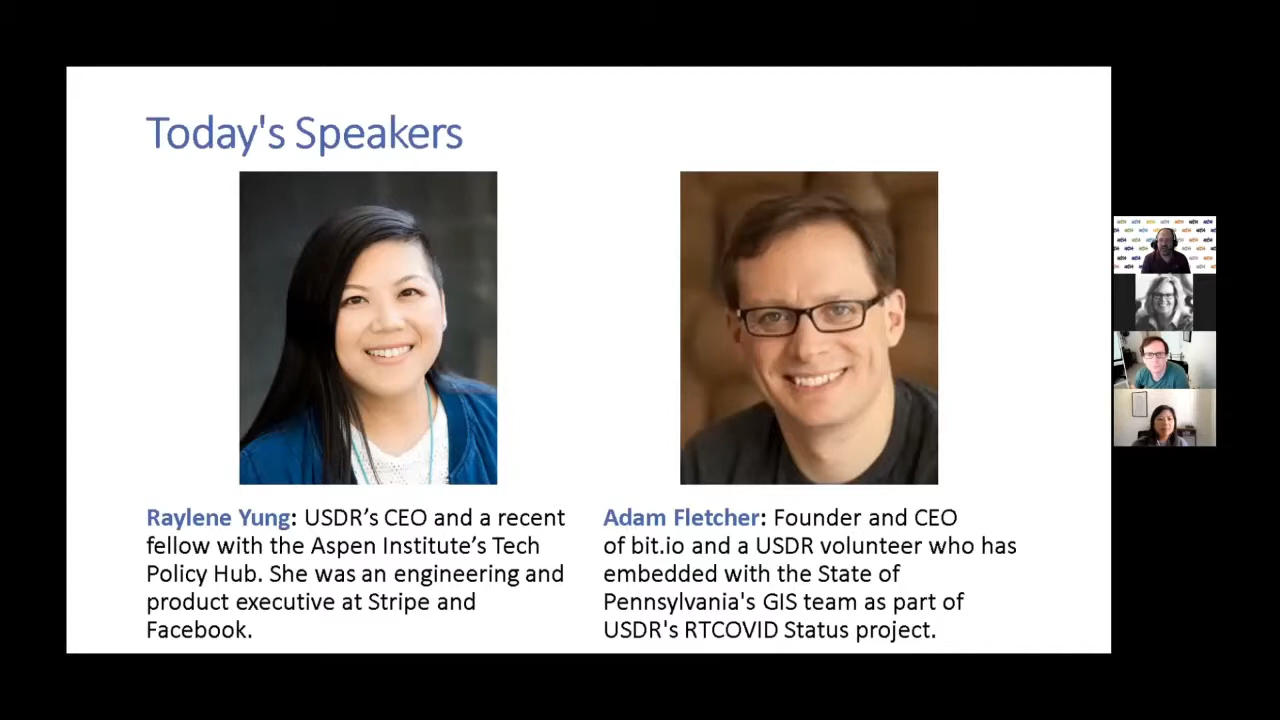 Today's Speakers
Raylene Yung: USDR’s CEO and a recent
fellow with the Aspen Institute’s Tech
Policy Hub. She was an engineering and
product executive at Stripe and
Facebook.
Adam Fletcher: Founder and CEO
of bit.io and a USDR volunteer who has
embedded with the State of
Pennsylvania's GIS team as part of
USDR's RTCOVID Status project.